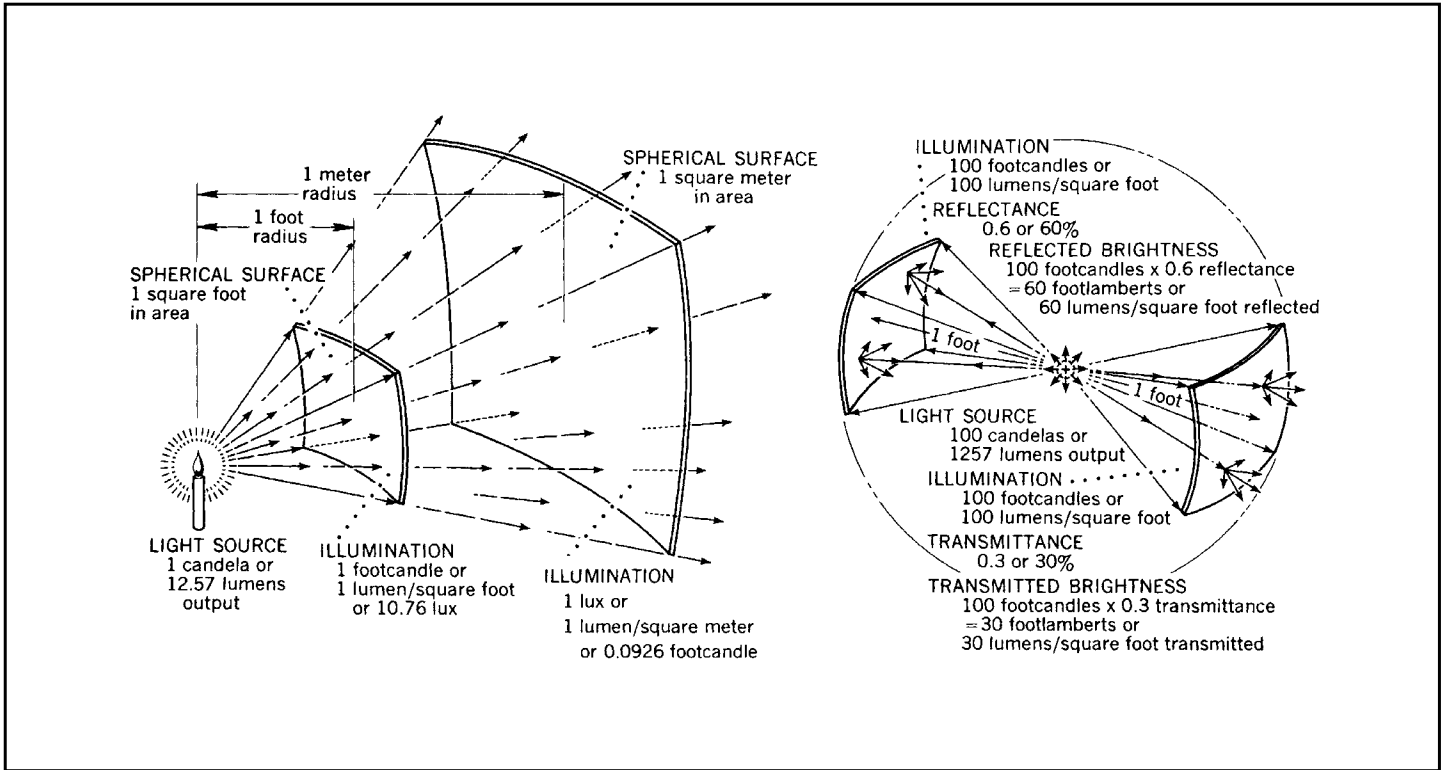 1 meter
radius
1 foot
radius
SPHERICAL SURFACE
1 square meter
in area
SPHERICAL SURFACE
1 square foot
in area
LIGHT SOURCE
1 candela or
12.57 lumens
output
ILLUMINATION
1 footcandle or
1 lumen/square foot
or 10.76 lux
ILLUMINATION
1 lux or
1 lumen/square meter
or 0.0926 footcandle
ILLUMINATION
100 footcandles or
100 lumens/square foot
REFLECTANCE
0.6 or 60%
REFLECTED BRIGHTNESS
100 footcandles x 0.6 reflectance
= 60 footlamberts or
60 lumens/square foot reflected
1 foot
1 foot
LIGHT SOURCE
100 candelas or
1257 lumens output
ILLUMINATION
100 footcandles or
100 lumens/square foot
TRANSMITTANCE
0.3 or 30%
TRANSMITTED BRIGHTNESS
100 footcandles x 0.3 transmittance
= 30 footlamberts or
30 lumens/square foot transmitted